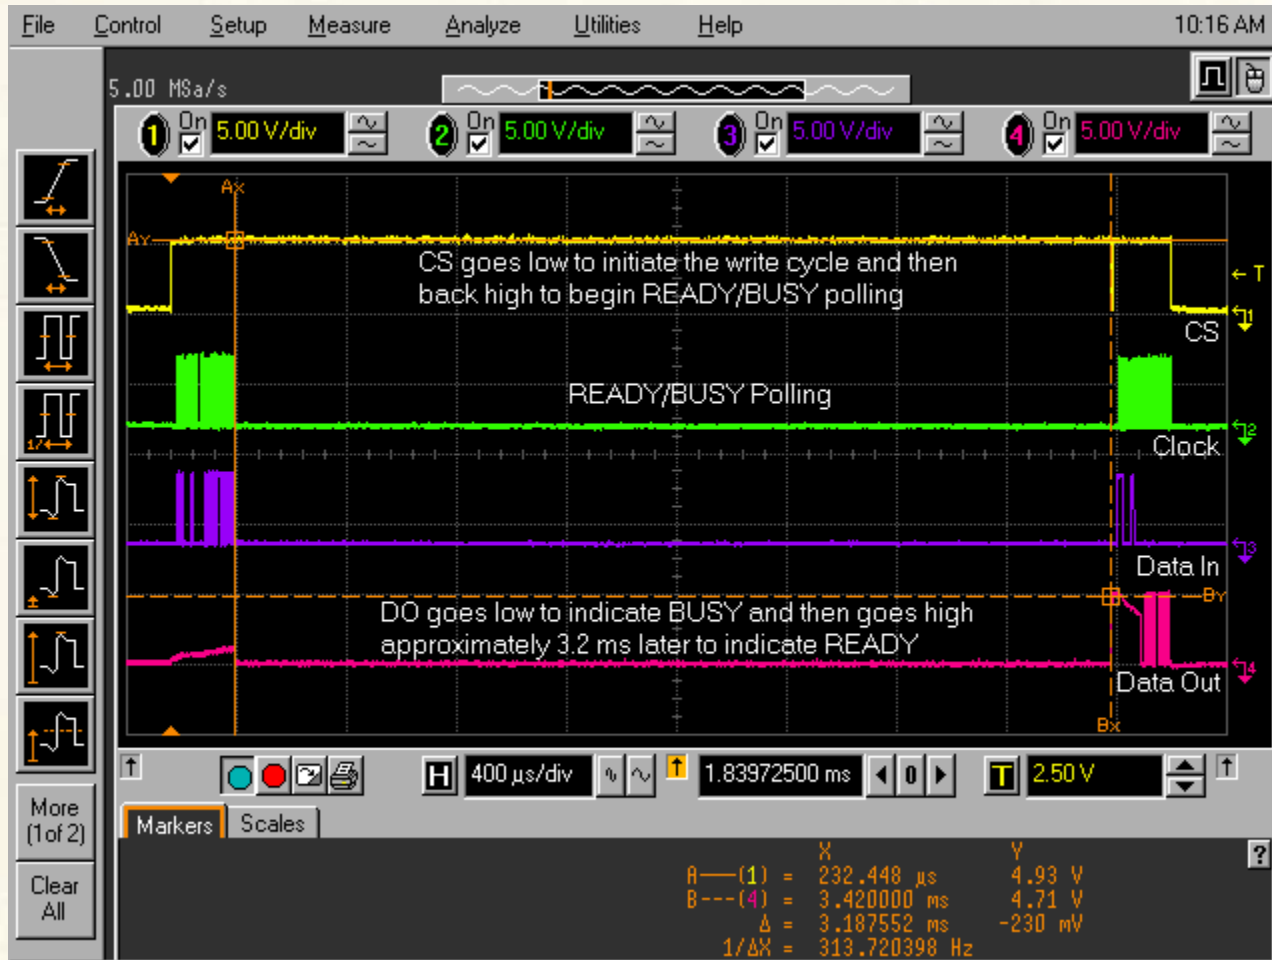 File Control Setup Measure Analyze Utilities Help 10:16 AM
5.00 MSa/s
1 On 5.00 V/div 2 On 5.00 V/div 3 On 5.00 V/div 4 On 5.00 V/div
Ax
Ay
CS goes low to initiate the write cycle and then
back high to begin READY/BUSY polling
T
1
CS
READY/BUSY Polling
2
Clock
1/
3
Data In
DO goes low to indicate BUSY and then goes high
approximately 3.2 ms later to indicate READY
By
4
Data Out
Bx
H 400 µs/div 1.83972500 ms 0 T 2.50 V
More
(1 of 2)
Clear
All
Markers Scales
?
X Y
A——(1) = 232.448 µs 4.93 V
B---(4) = 3.420000 ms 4.71 V
Δ = 3.187552 ms -230 mV
1/ΔX = 313.720398 Hz